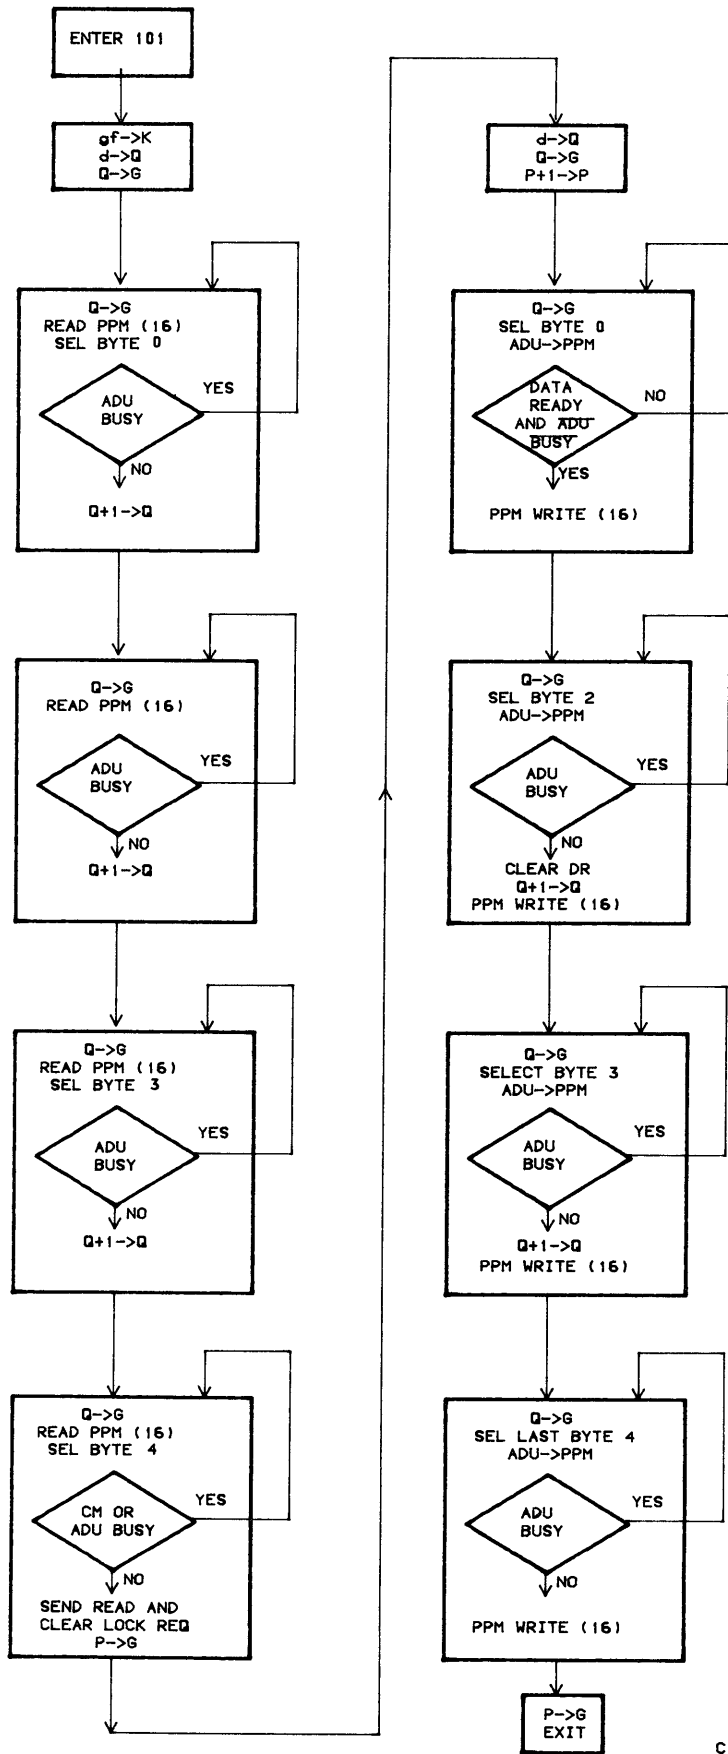 ENTER 101
gf->K
d->Q
Q->G
Q->G
READ PPM (16)
SEL BYTE 0
ADU
BUSY
YES
NO
Q+1->Q
Q->G
READ PPM (16)
ADU
BUSY
YES
NO
Q+1->Q
Q->G
READ PPM (16)
SEL BYTE 3
ADU
BUSY
YES
NO
Q+1->Q
Q->G
READ PPM (16)
SEL BYTE 4
CM OR
ADU BUSY
YES
NO
SEND READ AND
CLEAR LOCK REQ
P->G
d->Q
Q->G
P+1->P
Q->G
SEL BYTE 0
ADU->PPM
DATA
READY
AND ADU
BUSY
NO
YES
PPM WRITE (16)
Q->G
SEL BYTE 2
ADU->PPM
ADU
BUSY
YES
NO
CLEAR DR
Q+1->Q
PPM WRITE (16)
Q->G
SELECT BYTE 3
ADU->PPM
ADU
BUSY
YES
NO
Q+1->Q
PPM WRITE (16)
Q->G
SEL LAST BYTE 4
ADU->PPM
ADU
BUSY
YES
NO
PPM WRITE (16)
P->G
EXIT
C